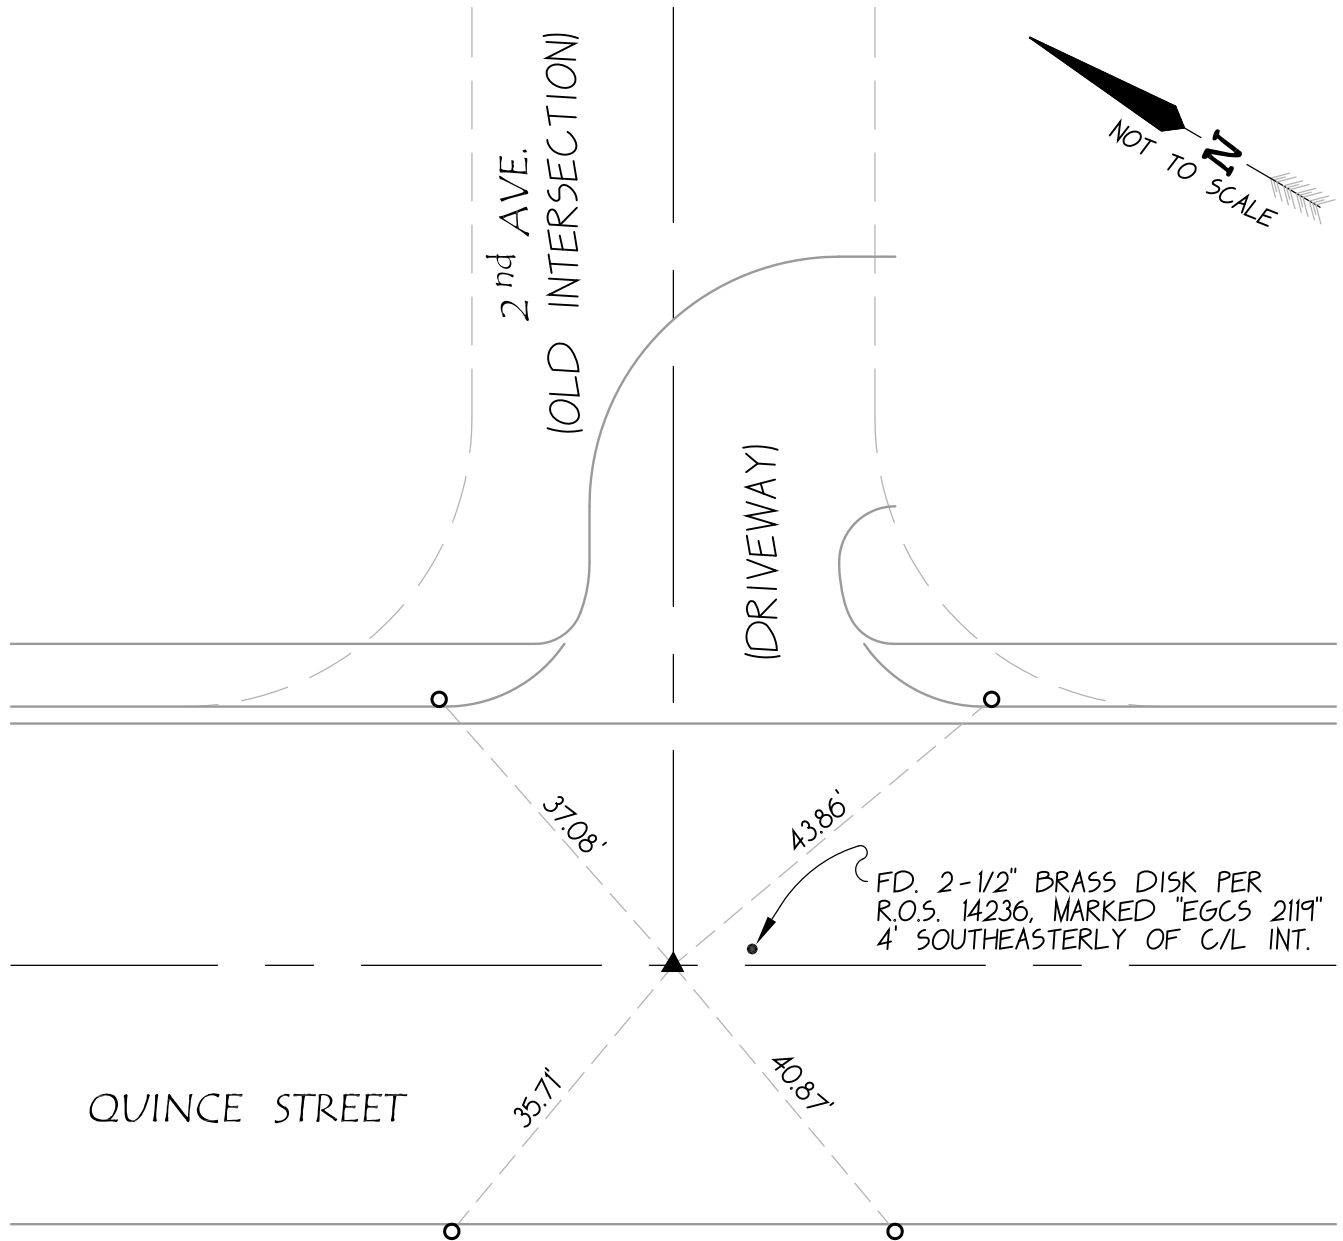 2nd AVE.
(OLD INTERSECTION)
N
NOT TO SCALE
(DRIVEWAY)
37.08'
43.86'
FD. 2-1/2" BRASS DISK PER
R.O.S. 14236, MARKED "EGCS 2119"
4' SOUTHEASTERLY OF C/L INT.
35.71'
40.87'
QUINCE STREET